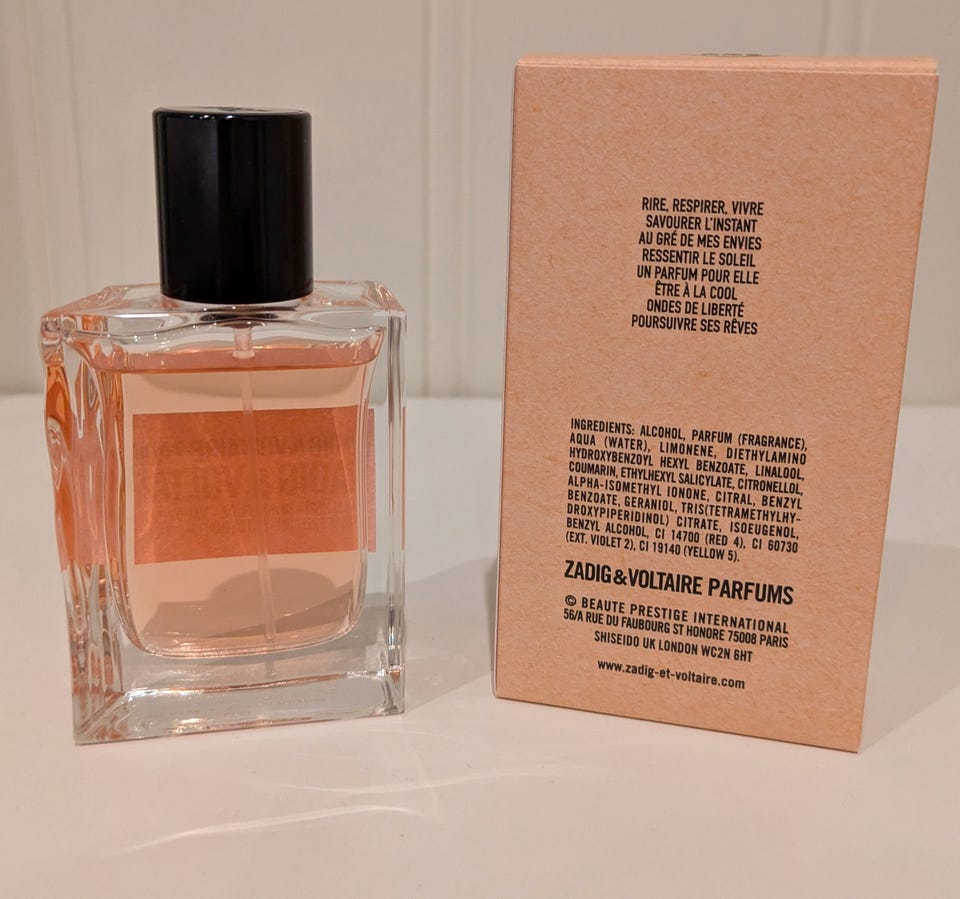 RIRE, RESPIRER, VIVRE
SAVOURER L'INSTANT
AU GRÉ DE MES ENVIES
RESSENTIR LE SOLEIL
UN PARFUM POUR ELLE
ÊTRE À LA COOL
ONDES DE LIBERTÉ
POURSUIVRE SES RÊVES
INGREDIENTS: ALCOHOL, PARFUM (FRAGRANCE),
AQUA (WATER), LIMONENE, DIETHYLAMINO
HYDROXYBENZOYL HEXYL BENZOATE, LINALOOL,
COUMARIN, ETHYLHEXYL SALICYLATE, CITRONELLOL,
ALPHA-ISOMETHYL IONONE, CITRAL, BENZYL
BENZOATE, GERANIOL, TRIS(TETRAMETHYLHY-
DROXYPIPERIDINOL) CITRATE, ISOEUGENOL,
BENZYL ALCOHOL, CI 14700 (RED 4), CI 60730
(EXT. VIOLET 2), CI 19140 (YELLOW 5).
ZADIG&VOLTAIRE PARFUMS
© BEAUTE PRESTIGE INTERNATIONAL
56/A RUE DU FAUBOURG ST HONORE 75008 PARIS
SHISEIDO UK LONDON WC2N 6HT
www.zadig-et-voltaire.com